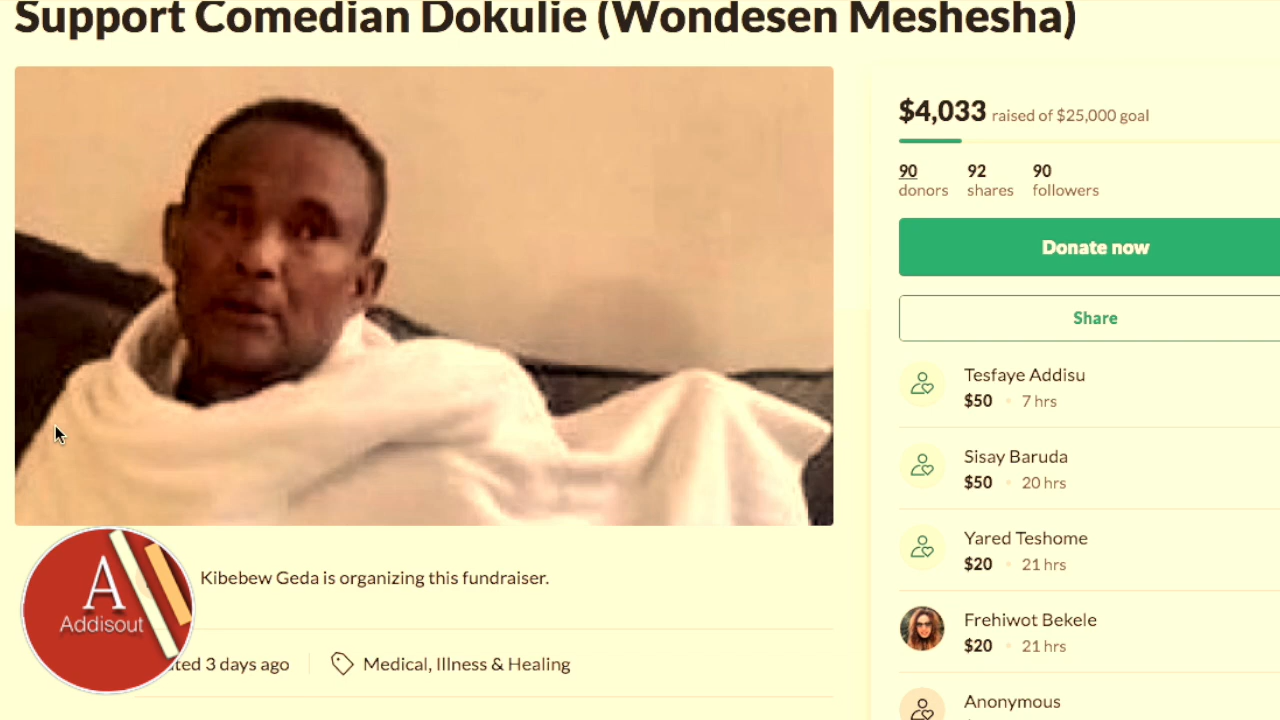 Support Comedian Dokulie (Wondesen Meshesha)
$4,033 raised of $25,000 goal
90 92 90
donors shares followers
Donate now
Share
Tesfaye Addisu
$50 • 7 hrs
Sisay Baruda
$50 • 20 hrs
Yared Teshome
$20 • 21 hrs
Frehiwot Bekele
$20 • 21 hrs
Anonymous
Kibebew Geda is organizing this fundraiser.
A
Addisout
ated 3 days ago
Medical, Illness & Healing